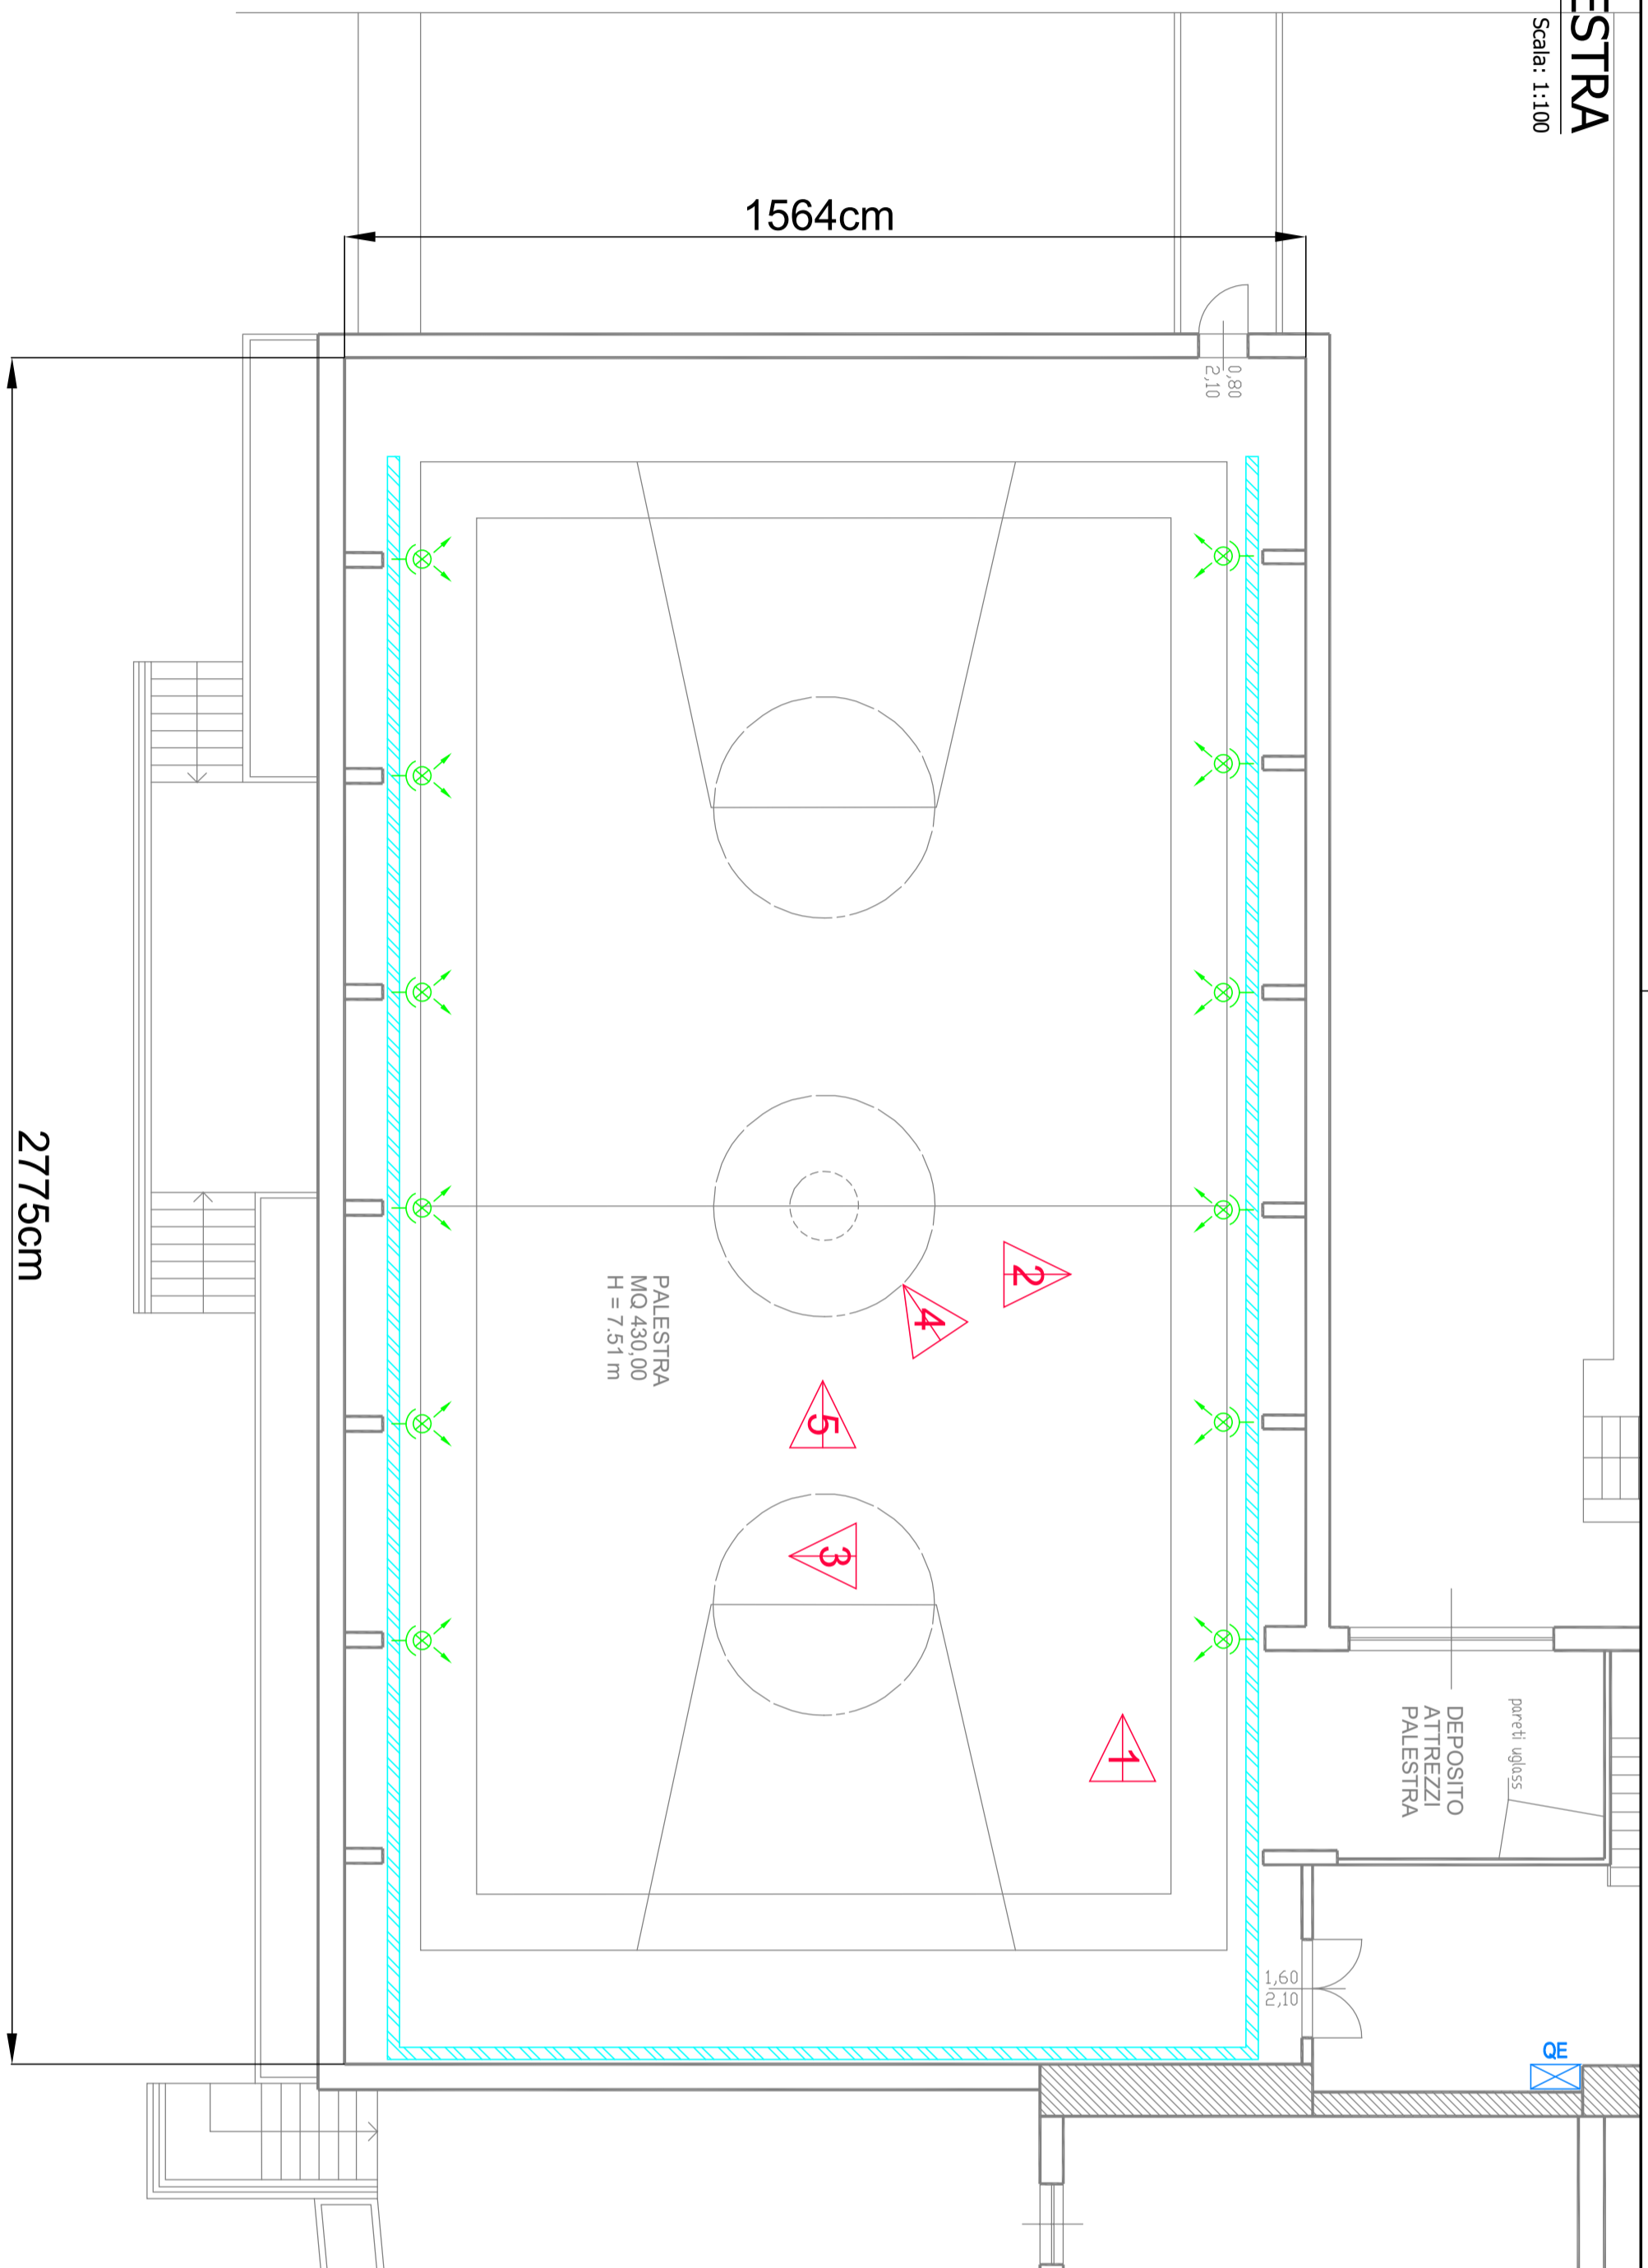 ESTRA
Scala: 1:100
1564cm
0,80
2,10
2775cm
PALESTRA
MQ 430,00
H = 7.51 m
2
4
5
3
1
DEPOSITO
ATTREZZI
PALESTRA
pareti uglass
1,60
2,10
QE